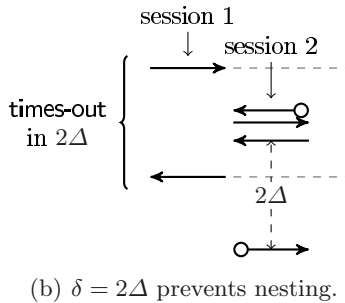 session 1
session 2
times-out
in 2Δ
2Δ
(b) δ = 2Δ prevents nesting.